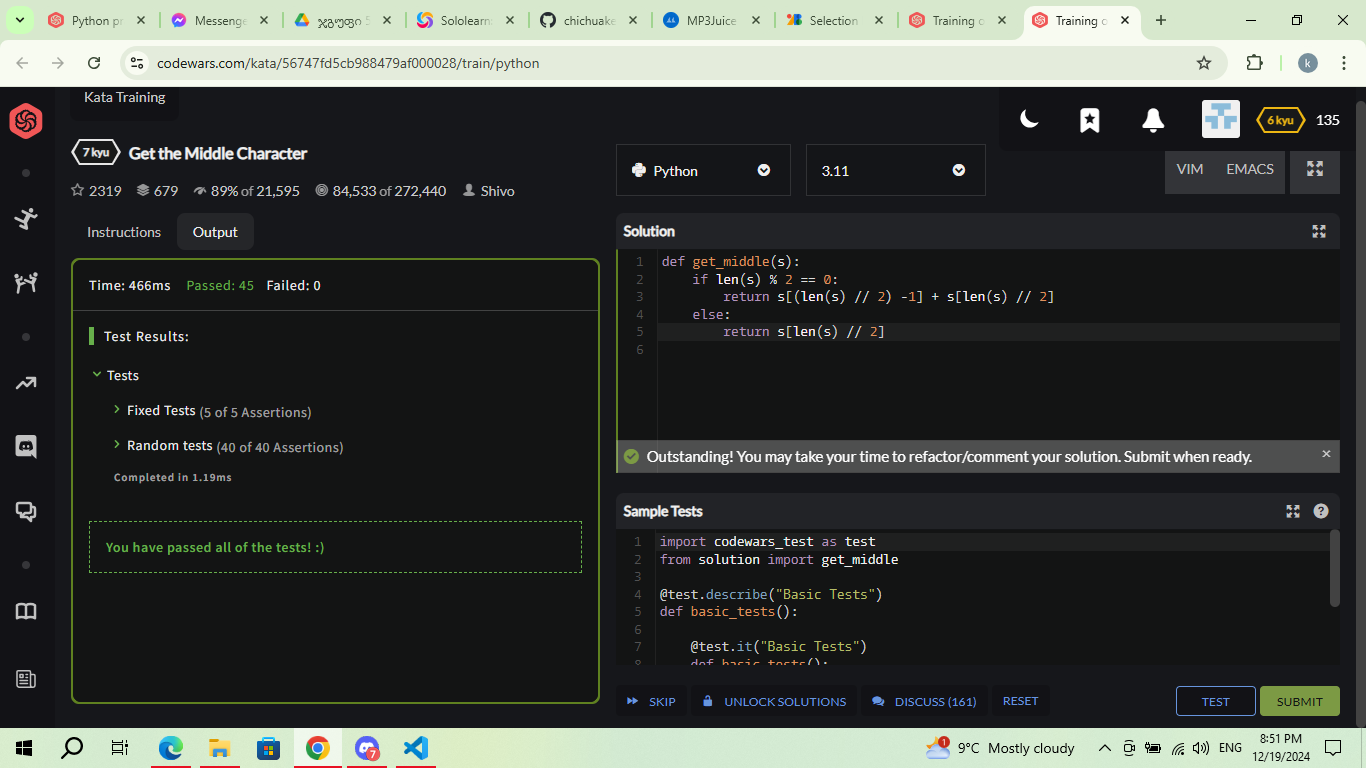 Python pr
Messenge
ჯგუფი 5
Sololearn
chichuake
MP3Juice
Selection
Training o
Training o
codewars.com/kata/56747fd5cb988479af000028/train/python
k
Kata Training
6 kyu 135
7 kyu Get the Middle Character
2319 679 89% of 21,595 84,533 of 272,440 Shivo
Python
3.11
VIM EMACS
Instructions Output
Time: 466ms Passed: 45 Failed: 0
Test Results:
Tests
Fixed Tests (5 of 5 Assertions)
Random tests (40 of 40 Assertions)
Completed in 1.19ms
You have passed all of the tests! :)
Solution
1 def get_middle(s):
2     if len(s) % 2 == 0:
3         return s[(len(s) // 2) -1] + s[len(s) // 2]
4     else:
5         return s[len(s) // 2]
6
Outstanding! You may take your time to refactor/comment your solution. Submit when ready.
Sample Tests
?
1 import codewars_test as test
2 from solution import get_middle
3
4 @test.describe("Basic Tests")
5 def basic_tests():
6
7     @test.it("Basic Tests")
8     def basic_tests():
SKIP UNLOCK SOLUTIONS DISCUSS (161) RESET
TEST SUBMIT
7
1
9°C Mostly cloudy
ENG
8:51 PM
12/19/2024